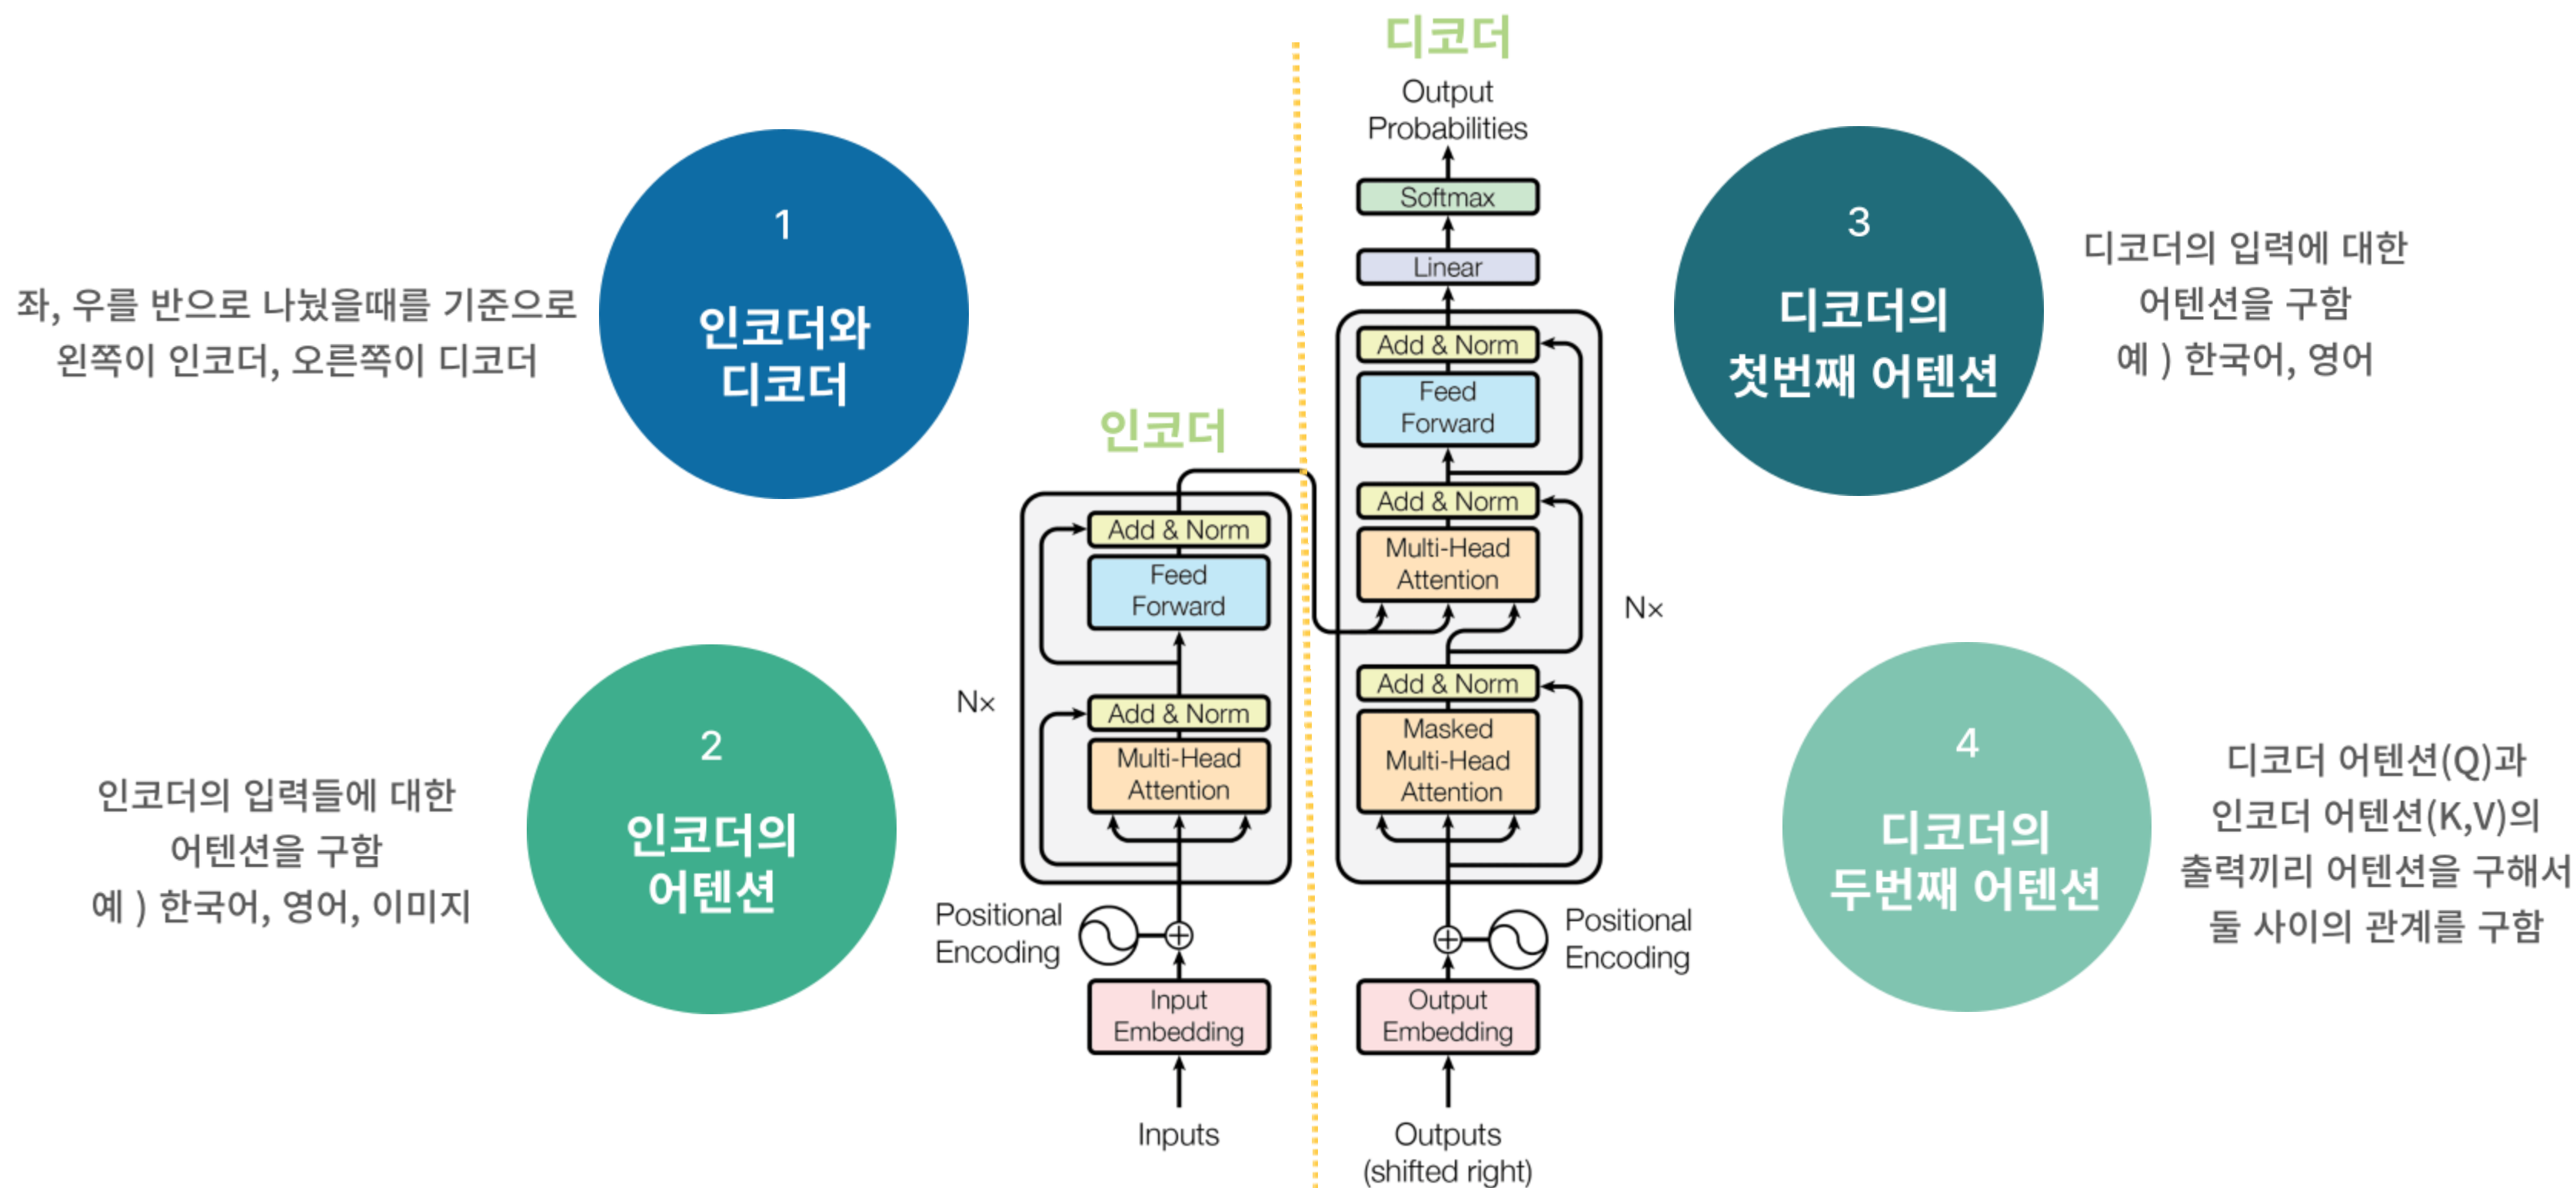 1
인코더와
디코더
좌, 우를 반으로 나눴을때를 기준으로
왼쪽이 인코더, 오른쪽이 디코더
2
인코더의
어텐션
인코더의 입력들에 대한
어텐션을 구함
예 ) 한국어, 영어, 이미지
인코더
Add & Norm
Feed
Forward
N×
Add & Norm
Multi-Head
Attention
Positional
Encoding
Input
Embedding
Inputs
디코더
Output
Probabilities
Softmax
Linear
Add & Norm
Feed
Forward
Add & Norm
Multi-Head
Attention
N×
Add & Norm
Masked
Multi-Head
Attention
Positional
Encoding
Output
Embedding
Outputs
(shifted right)
3
디코더의
첫번째 어텐션
디코더의 입력에 대한
어텐션을 구함
예 ) 한국어, 영어
4
디코더의
두번째 어텐션
디코더 어텐션(Q)과
인코더 어텐션(K,V)의
출력끼리 어텐션을 구해서
둘 사이의 관계를 구함